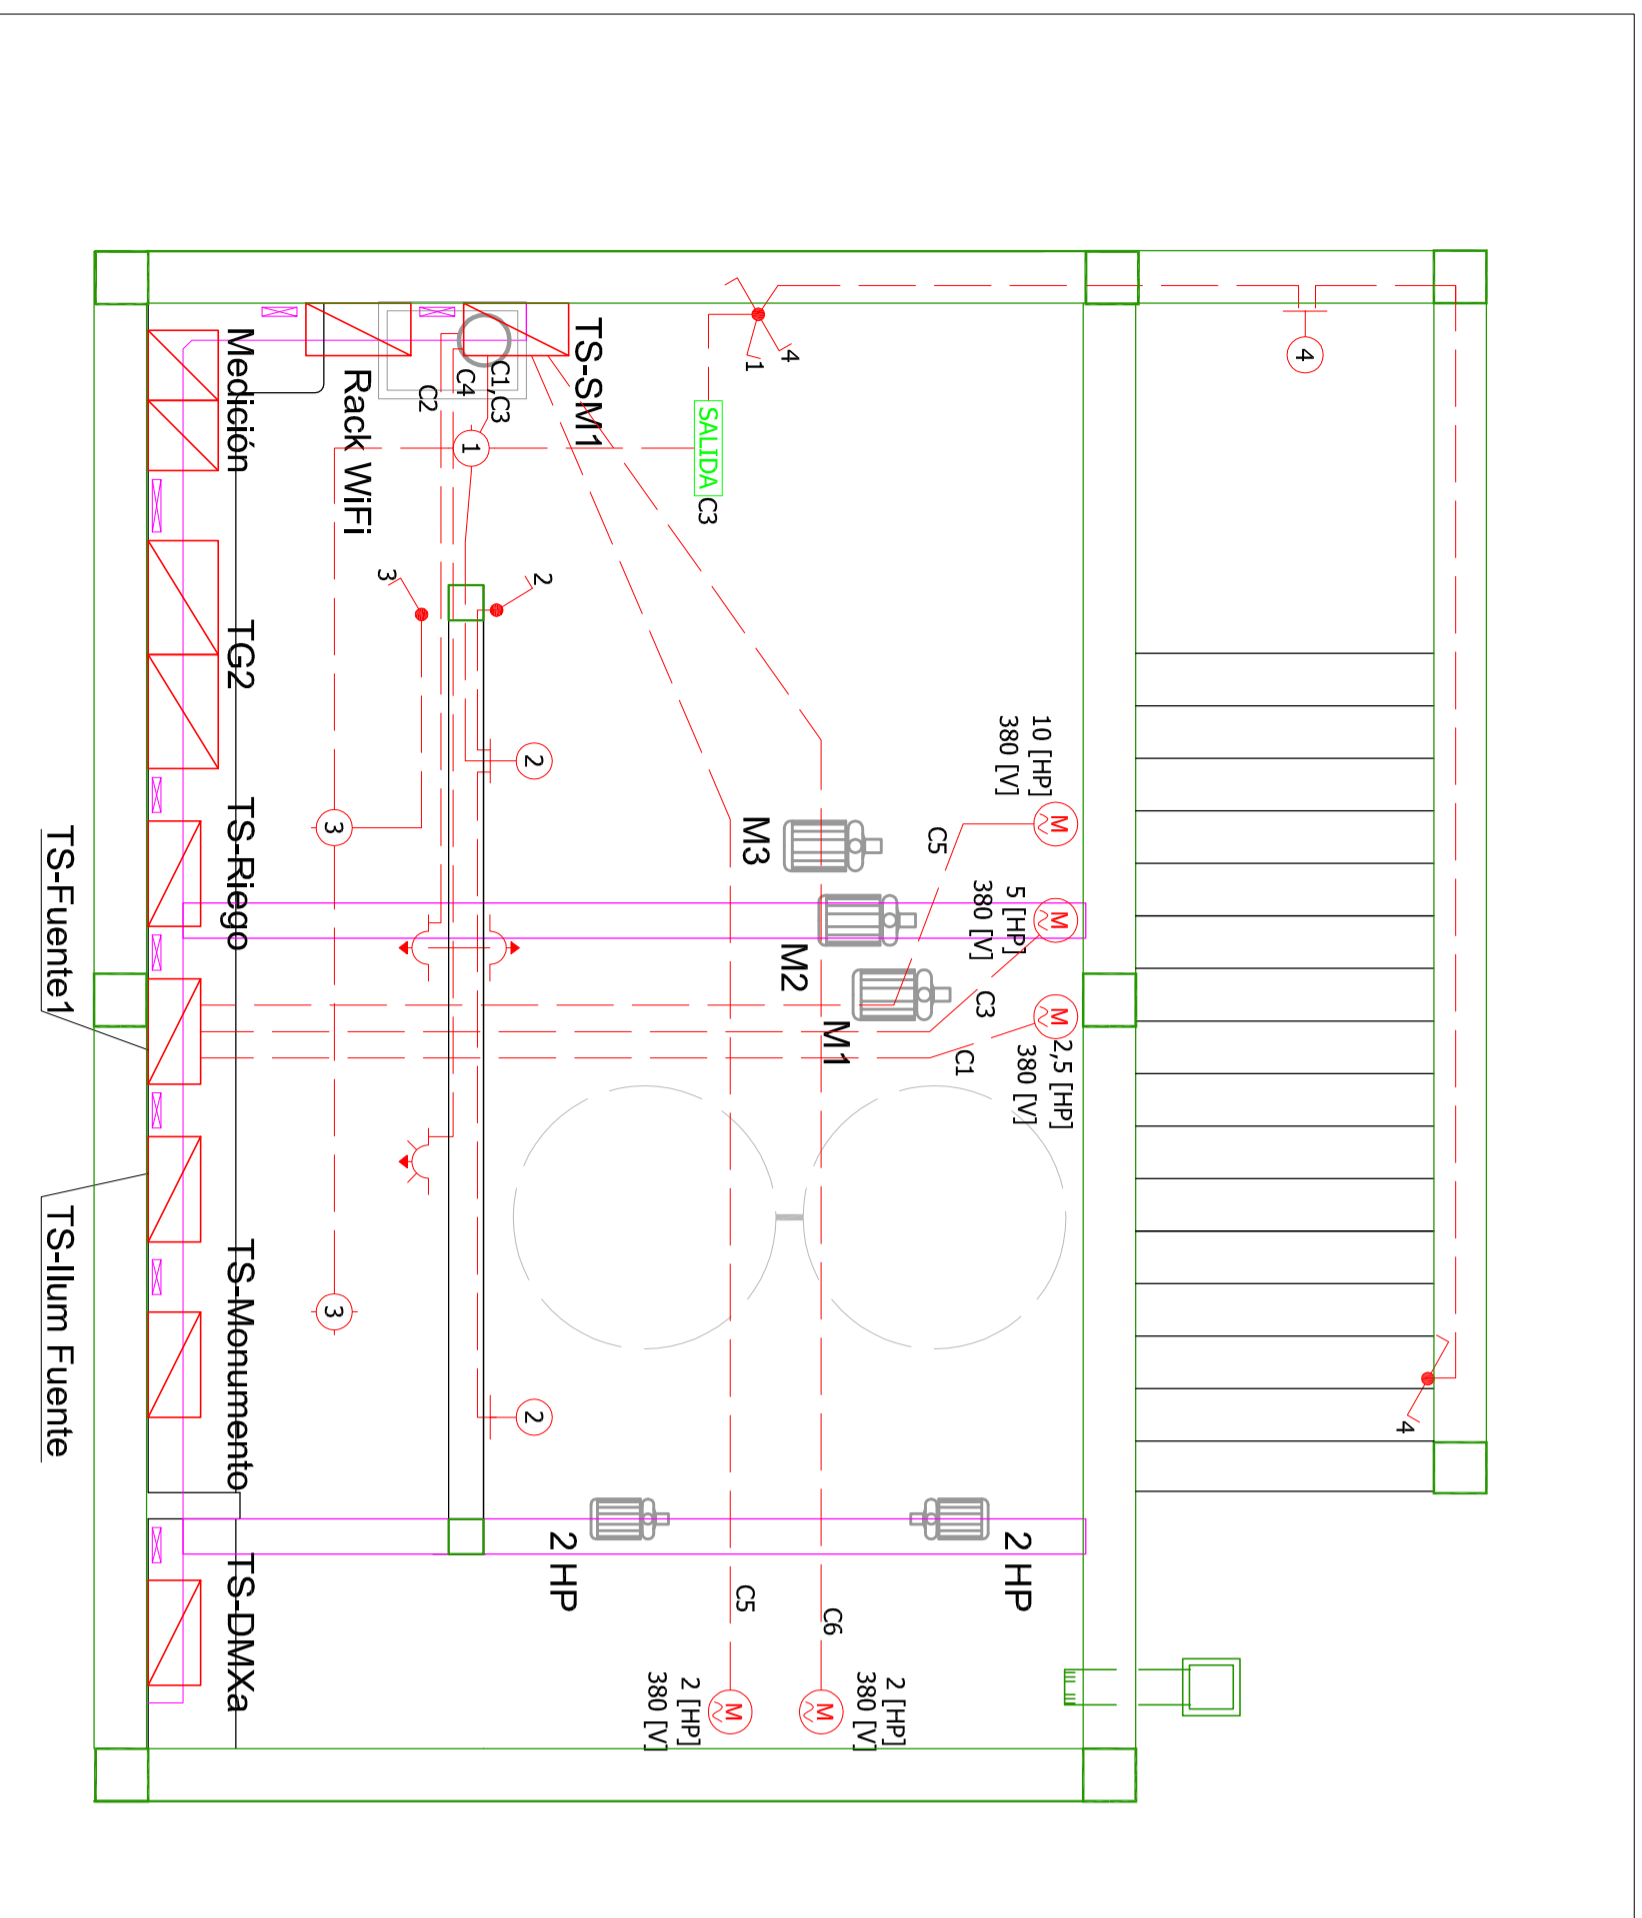 4
4
4
1
SALIDA
C3
TS-SM1
C1,C3
C4
C2
1
Rack WiFi
Medición
2
3
TG2
2
10 [HP]
380 [V]
M
C5
M3
5 [HP]
380 [V]
M
M2
C3
2,5 [HP]
380 [V]
M
C1
M1
3
TS-Riego
TS-Fuente1
3
2
TS-Monumento
TS-Ilum Fuente
2 HP
2 HP
C6
C5
2 [HP]
380 [V]
M
2 [HP]
380 [V]
M
TS-DMXa